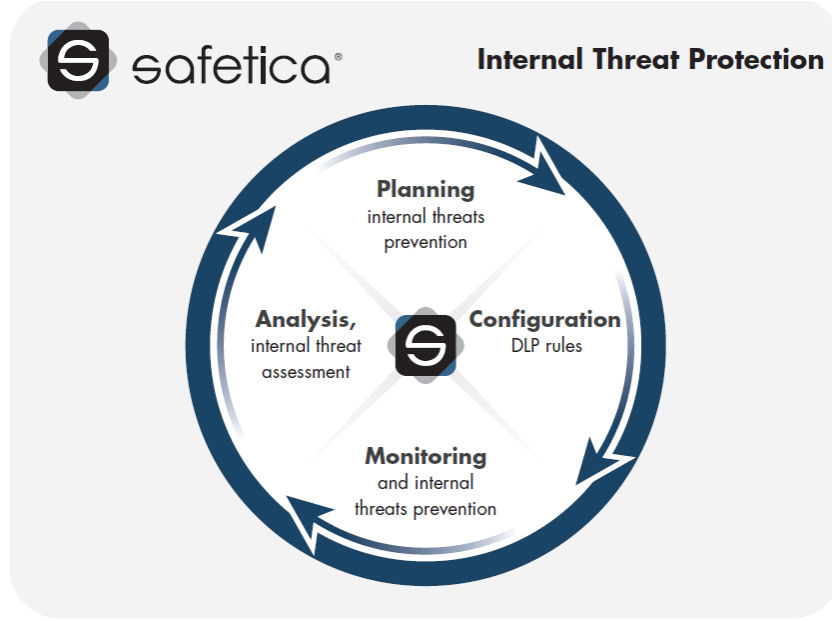 safetica®
Internal Threat Protection
Planning
internal threats
prevention
Analysis,
internal threat
assessment
S
Configuration
DLP rules
Monitoring
and internal
threats prevention